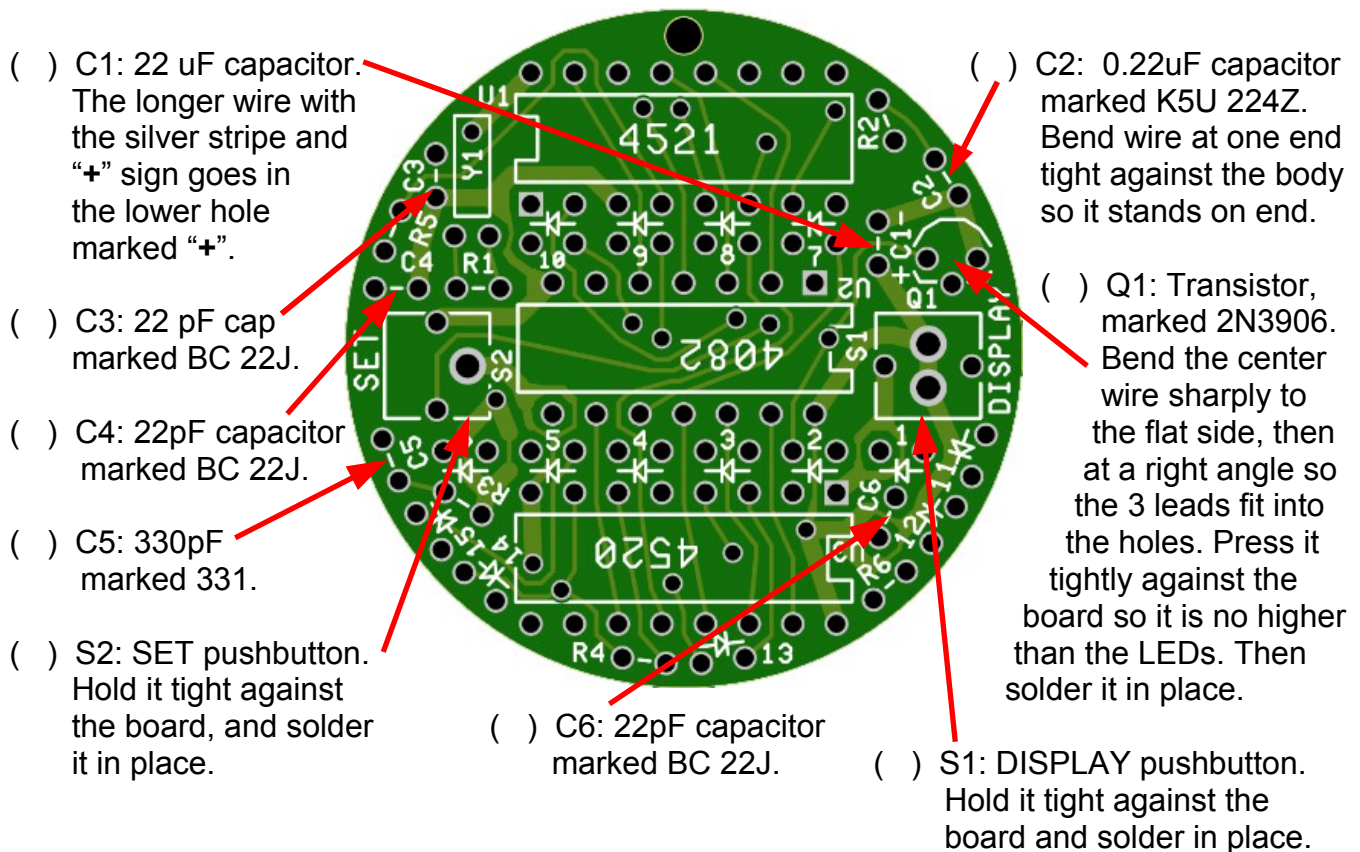 ( ) C1: 22 uF capacitor.
The longer wire with
the silver stripe and
“+” sign goes in
the lower hole
marked “+”.
( ) C3: 22 pF cap
marked BC 22J.
( ) C4: 22pF capacitor
marked BC 22J.
( ) C5: 330pF
marked 331.
( ) S2: SET pushbutton.
Hold it tight against
the board, and solder
it in place.
U1
4521
R2
Y1
C3
R5
C4
R1
C2
C1
+
Q1
10
9
8
7
U2
4082
SET
S2
S1
DISPLAY
C5
5
4
3
2
1
R3
C6
11
12
15
14
4520
U3
R6
R4
13
( ) C6: 22pF capacitor
marked BC 22J.
( ) C2: 0.22uF capacitor
marked K5U 224Z.
Bend wire at one end
tight against the body
so it stands on end.
( ) Q1: Transistor,
marked 2N3906.
Bend the center
wire sharply to
the flat side, then
at a right angle so
the 3 leads fit into
the holes. Press it
tightly against the
board so it is no higher
than the LEDs. Then
solder it in place.
( ) S1: DISPLAY pushbutton.
Hold it tight against the
board and solder in place.